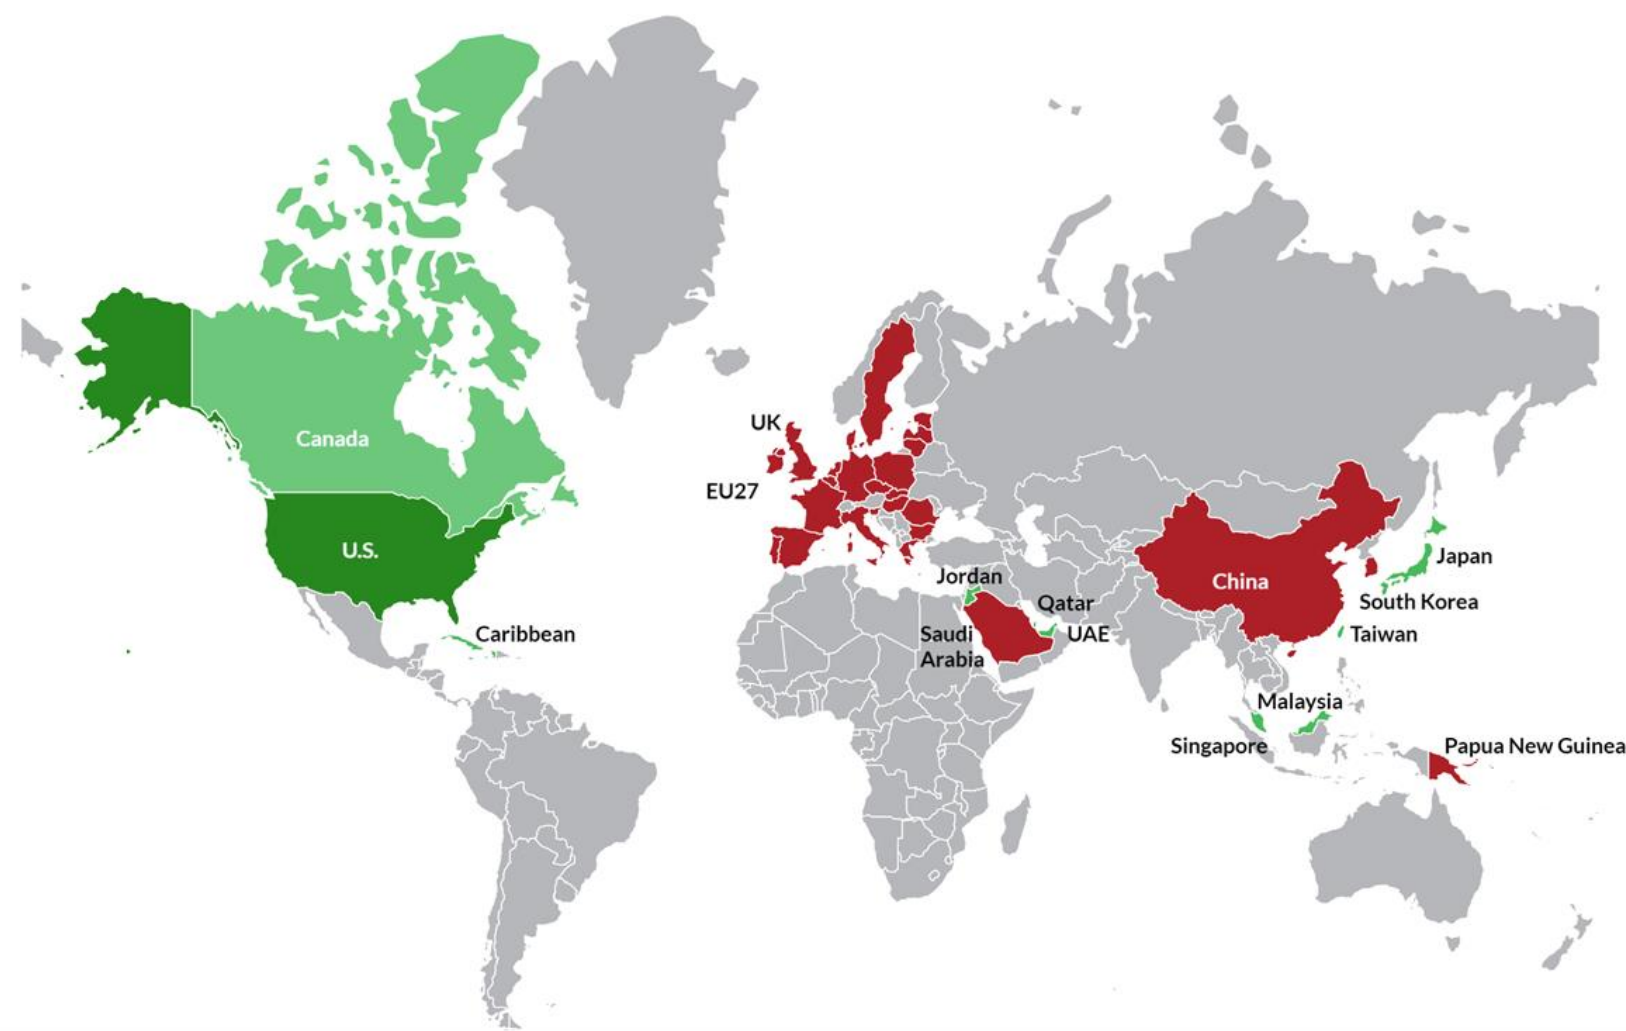 UK
Canada
EU27
U.S.
Japan
Jordan
China
South Korea
Qatar
Caribbean
Saudi
Arabia
UAE
Taiwan
Malaysia
Singapore
Papua New Guinea